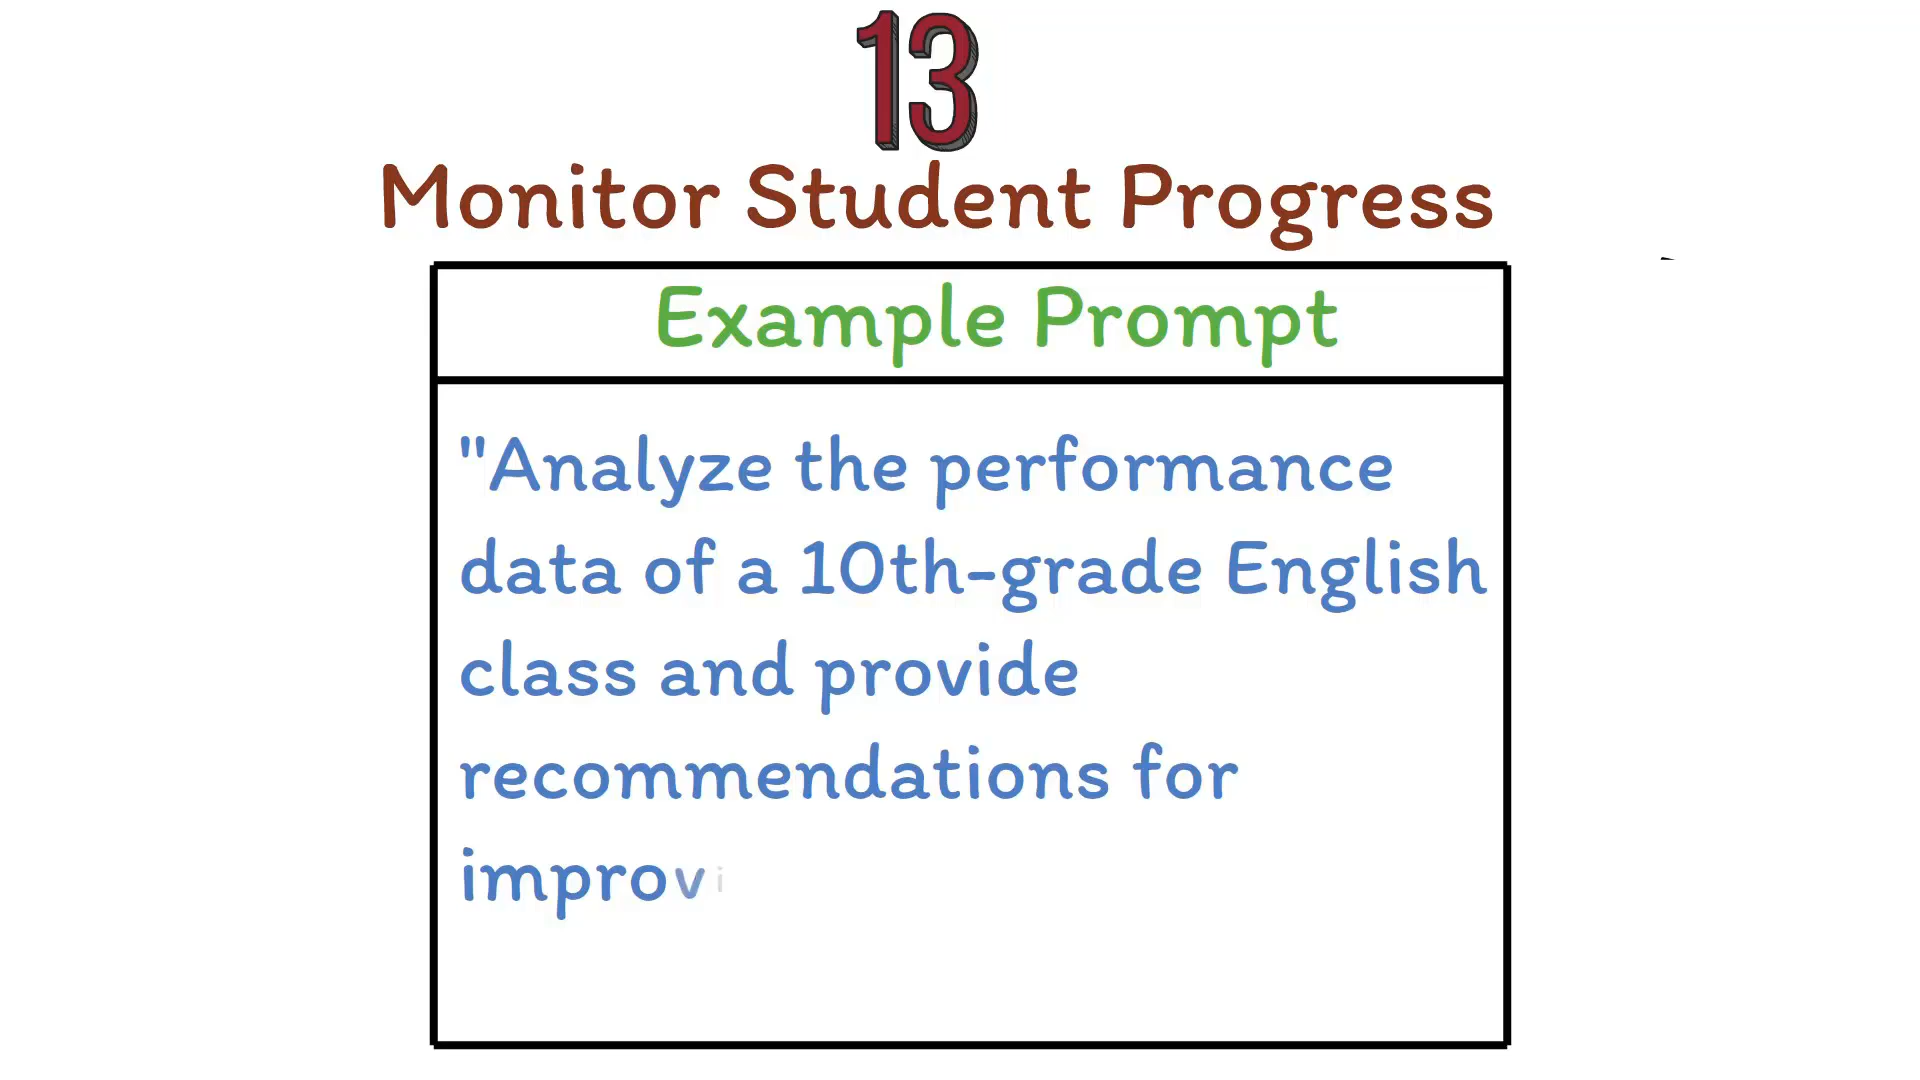 13
Monitor Student Progress
Example Prompt
"Analyze the performance
data of a 10th-grade English
class and provide
recommendations for
improvi